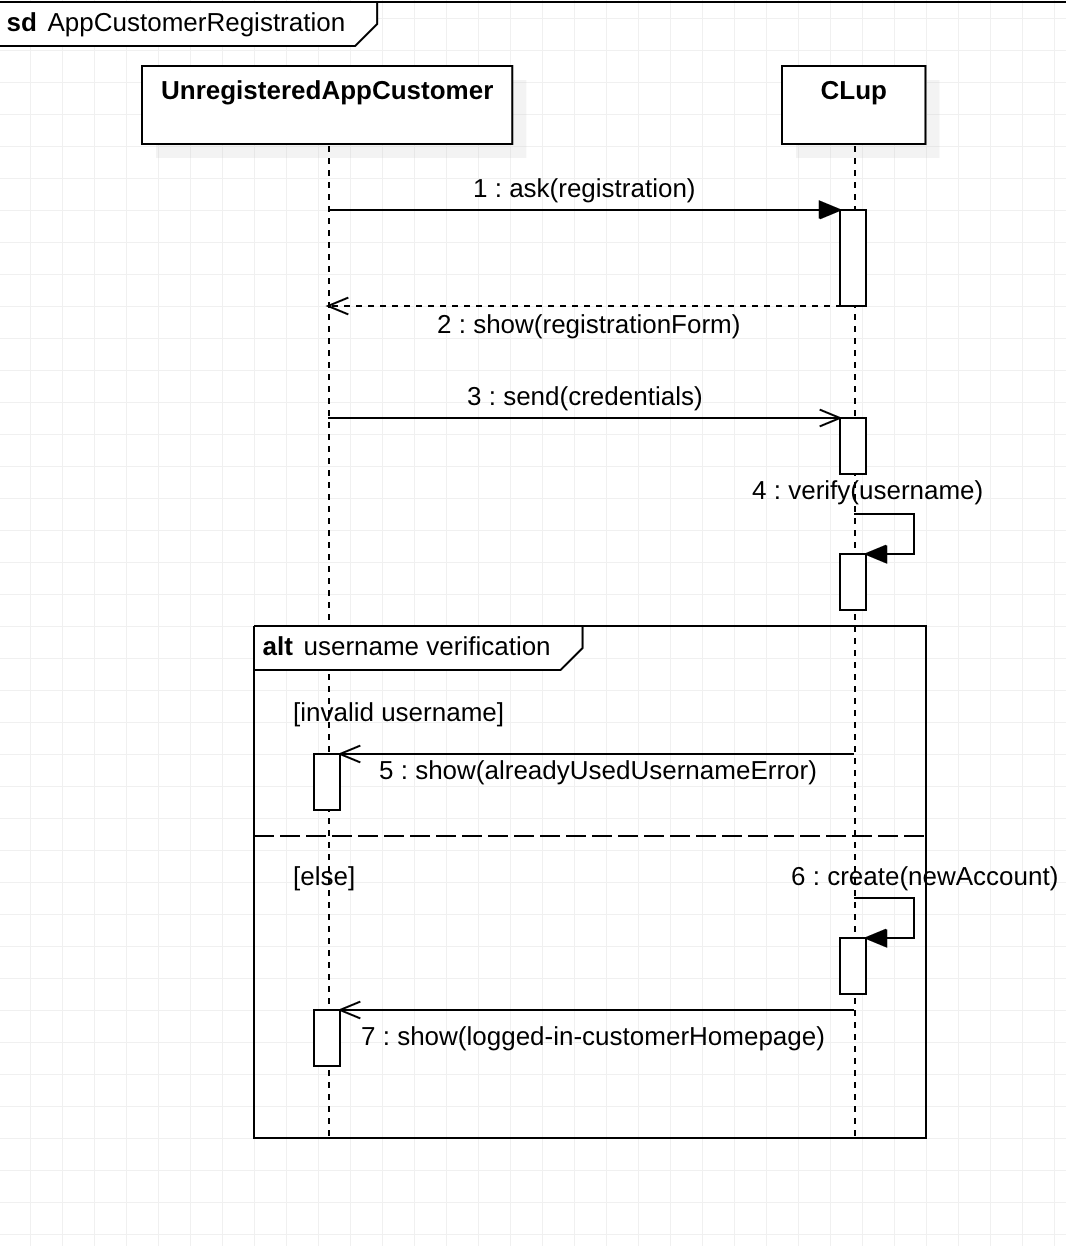 sd AppCustomerRegistration
UnregisteredAppCustomer
CLup
1 : ask(registration)
2 : show(registrationForm)
3 : send(credentials)
4 : verify(username)
alt username verification
[invalid username]
5 : show(alreadyUsedUsernameError)
[else]
6 : create(newAccount)
7 : show(logged-in-customerHomepage)